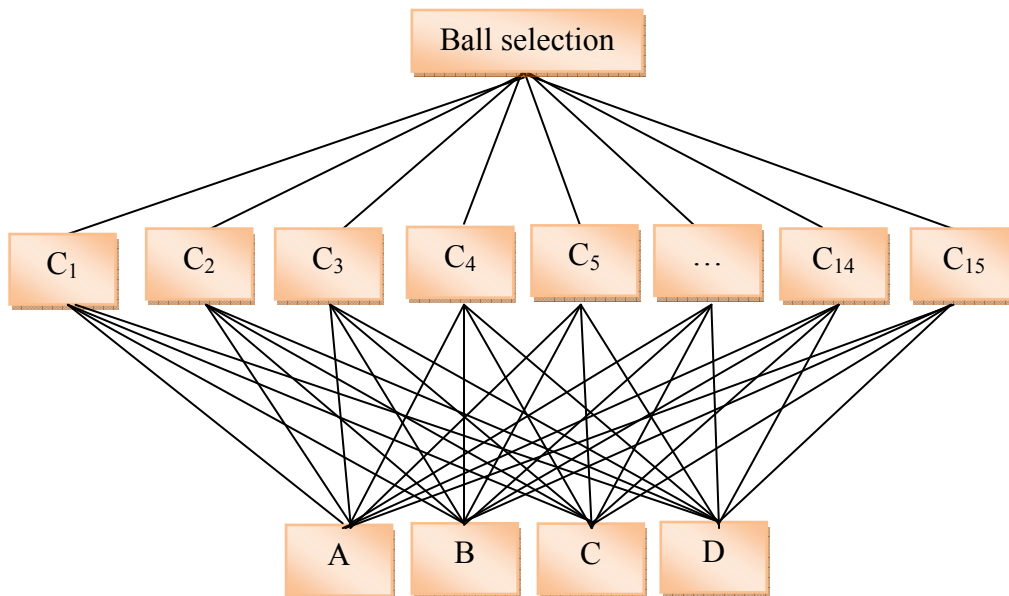 Ball selection
C₁ C₂ C₃ C₄ C₅ … C₁₄ C₁₅
A B C D